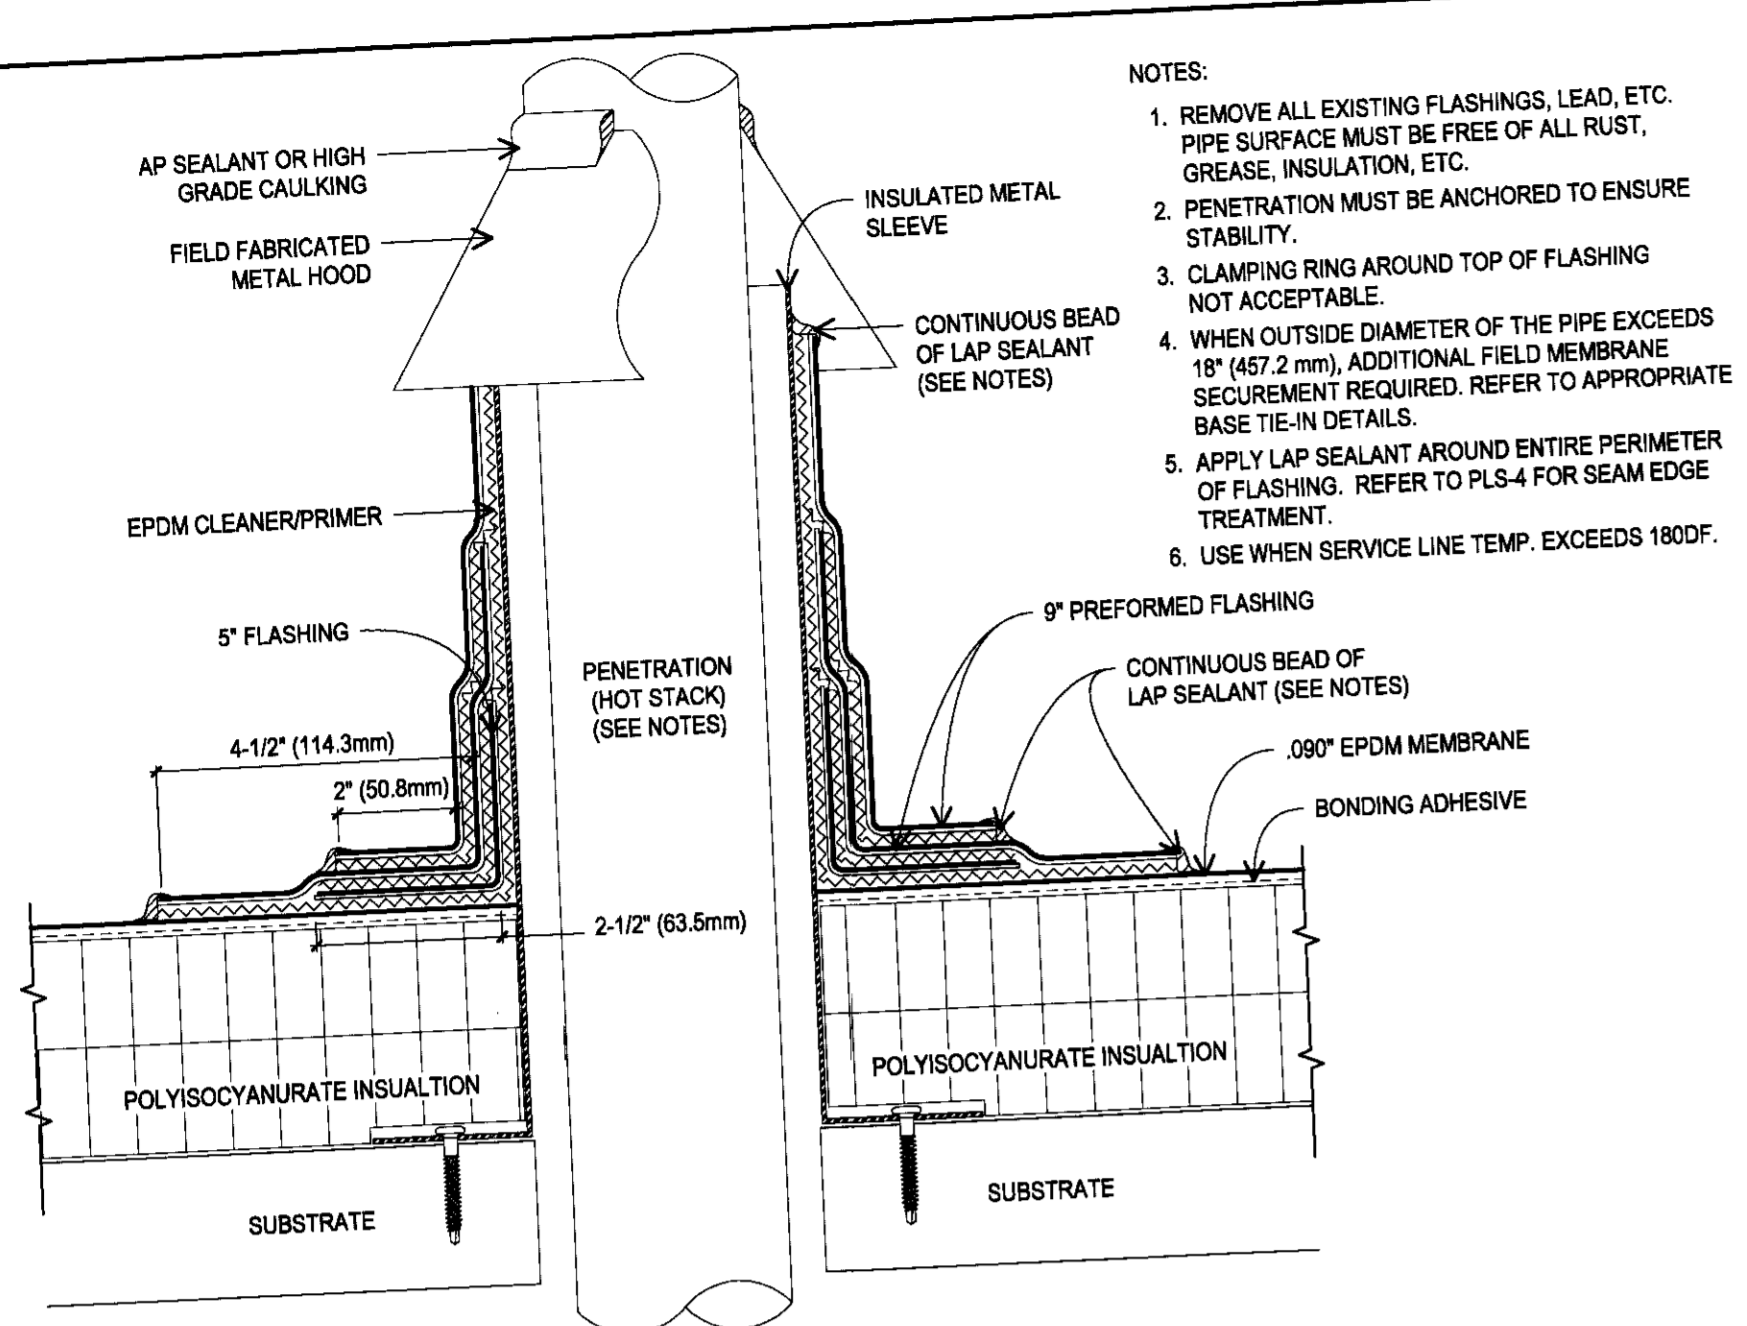 NOTES:
1. REMOVE ALL EXISTING FLASHINGS, LEAD, ETC.
PIPE SURFACE MUST BE FREE OF ALL RUST,
GREASE, INSULATION, ETC.
2. PENETRATION MUST BE ANCHORED TO ENSURE
STABILITY.
3. CLAMPING RING AROUND TOP OF FLASHING
NOT ACCEPTABLE.
4. WHEN OUTSIDE DIAMETER OF THE PIPE EXCEEDS
18" (457.2 mm), ADDITIONAL FIELD MEMBRANE
SECUREMENT REQUIRED. REFER TO APPROPRIATE
BASE TIE-IN DETAILS.
5. APPLY LAP SEALANT AROUND ENTIRE PERIMETER
OF FLASHING. REFER TO PLS-4 FOR SEAM EDGE
TREATMENT.
6. USE WHEN SERVICE LINE TEMP. EXCEEDS 180DF.
AP SEALANT OR HIGH
GRADE CAULKING
FIELD FABRICATED
METAL HOOD
INSULATED METAL
SLEEVE
CONTINUOUS BEAD
OF LAP SEALANT
(SEE NOTES)
EPDM CLEANER/PRIMER
5" FLASHING
PENETRATION
(HOT STACK)
(SEE NOTES)
9" PREFORMED FLASHING
CONTINUOUS BEAD OF
LAP SEALANT (SEE NOTES)
.090" EPDM MEMBRANE
BONDING ADHESIVE
4-1/2" (114.3mm)
2" (50.8mm)
2-1/2" (63.5mm)
POLYISOCYANURATE INSUALTION
POLYISOCYANURATE INSUALTION
SUBSTRATE
SUBSTRATE